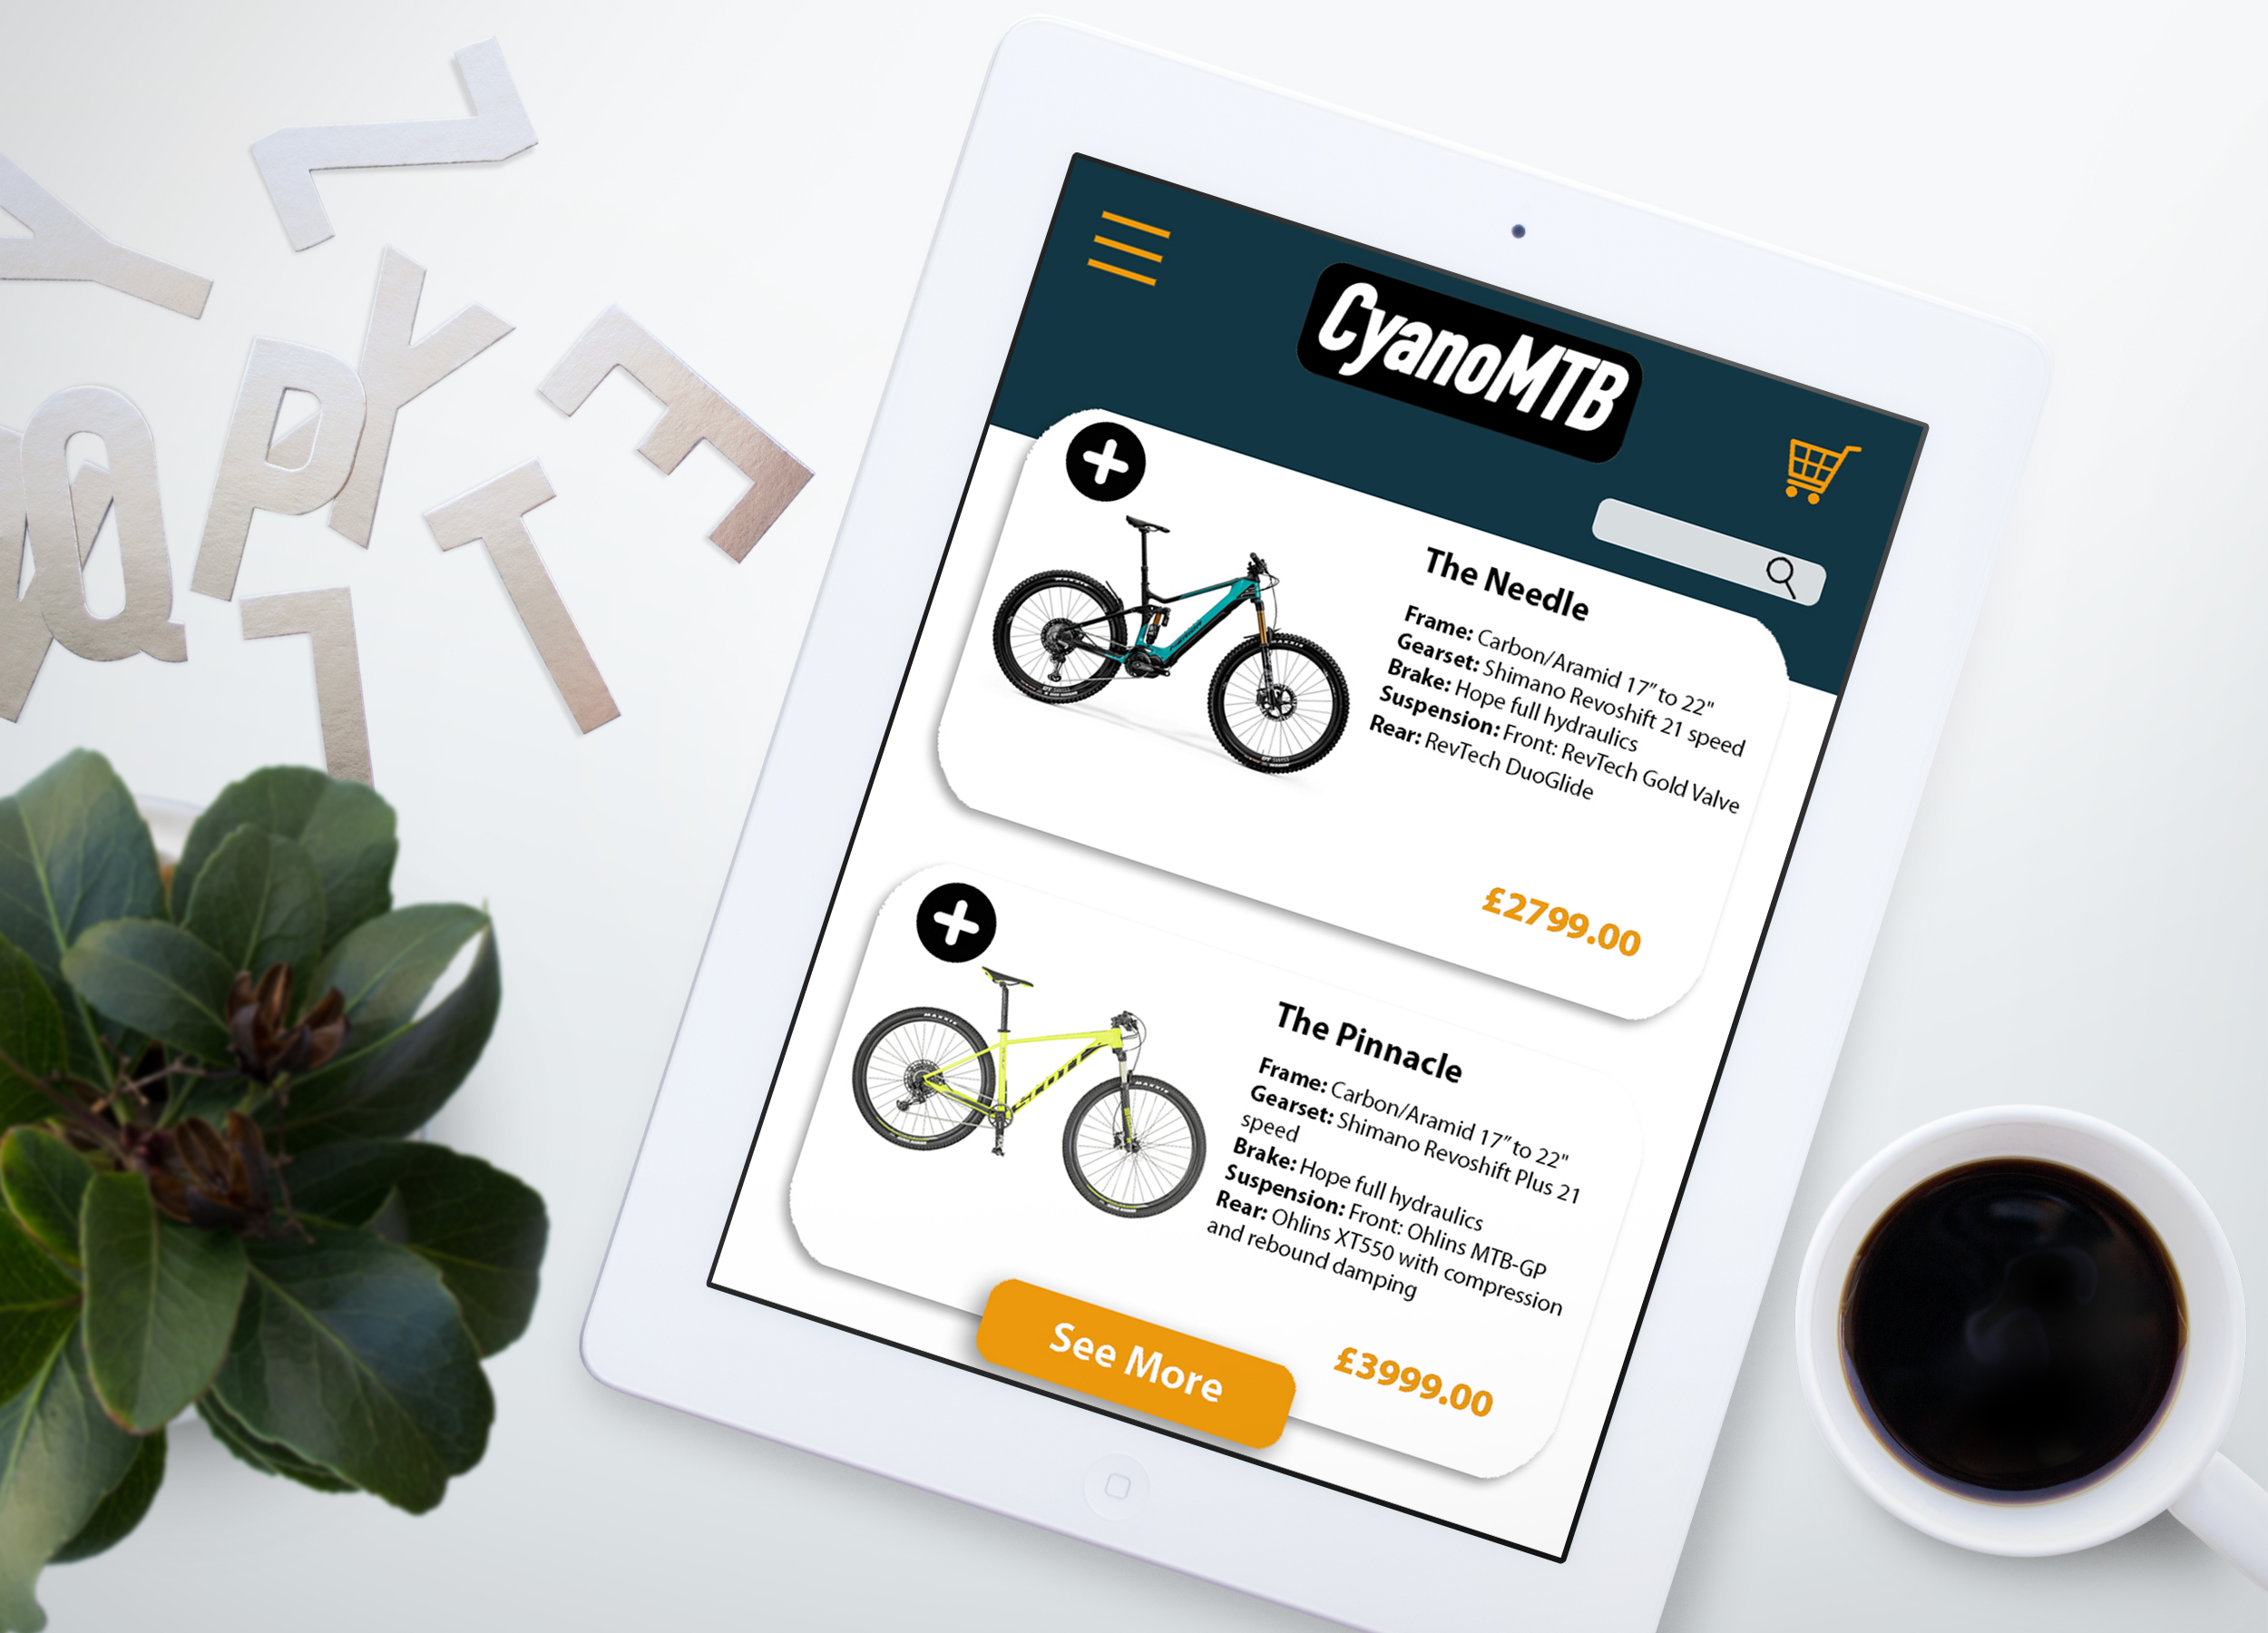 Z
Y
Y
E
Q
P
T
L
CyanoMTB
The Needle
Frame: Carbon/Aramid 17" to 22"
Gearset: Shimano Revoshift 21 speed
Brake: Hope full hydraulics
Suspension: Front: RevTech Gold Valve
Rear: RevTech DuoGlide
£2799.00
The Pinnacle
Frame: Carbon/Aramid 17" to 22"
Gearset: Shimano Revoshift Plus 21
speed
Brake: Hope full hydraulics
Suspension: Front: Ohlins MTB-GP
Rear: Ohlins XT550 with compression
and rebound damping
£3999.00
See More
MAXXIS
MAXXIS